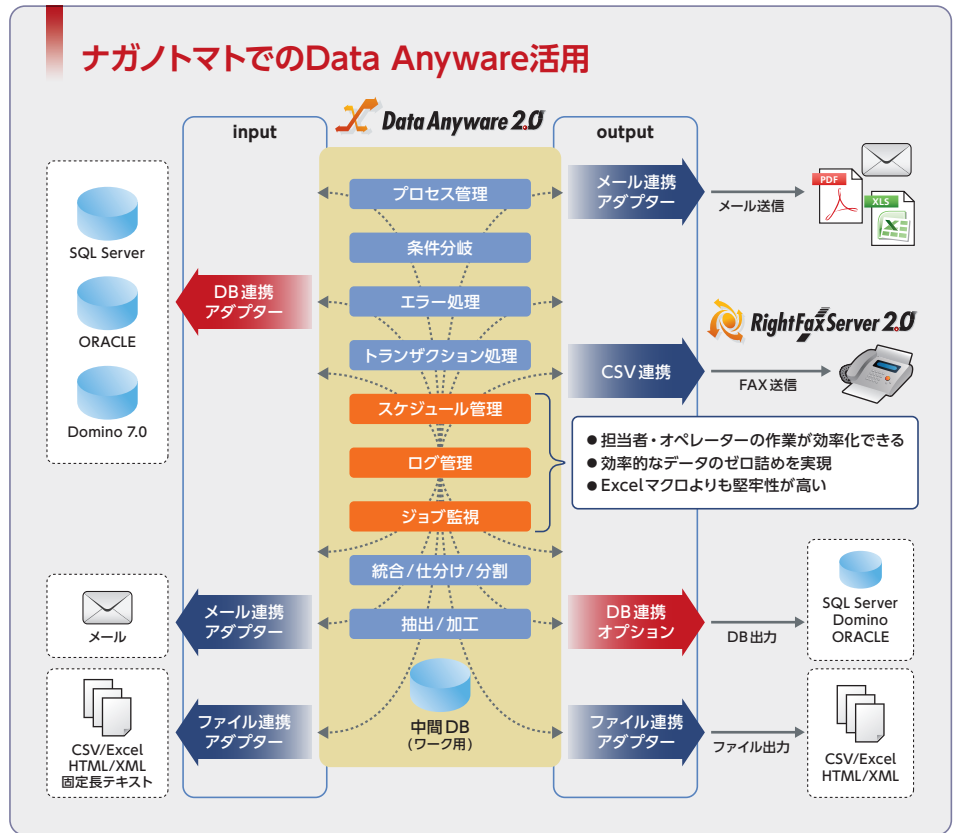 ナガノトマトでのData Anyware活用
input
Data Anyware 2.0
output
SQL Server
ORACLE
Domino 7.0
DB連携
アダプター
メール
メール連携
アダプター
CSV/Excel
HTML/XML
固定長テキスト
ファイル連携
アダプター
プロセス管理
条件分岐
エラー処理
トランザクション処理
スケジュール管理
ログ管理
ジョブ監視
統合/仕分け/分割
抽出/加工
中間DB
(ワーク用)
メール連携
アダプター
メール送信
PDF
XLS
RightFaxServer 2.0
CSV連携
FAX送信
●担当者・オペレーターの作業が効率化できる
●効率的なデータのゼロ詰めを実現
●Excelマクロよりも堅牢性が高い
DB連携
オプション
DB出力
SQL Server
Domino
ORACLE
ファイル連携
アダプター
ファイル出力
CSV/Excel
HTML/XML